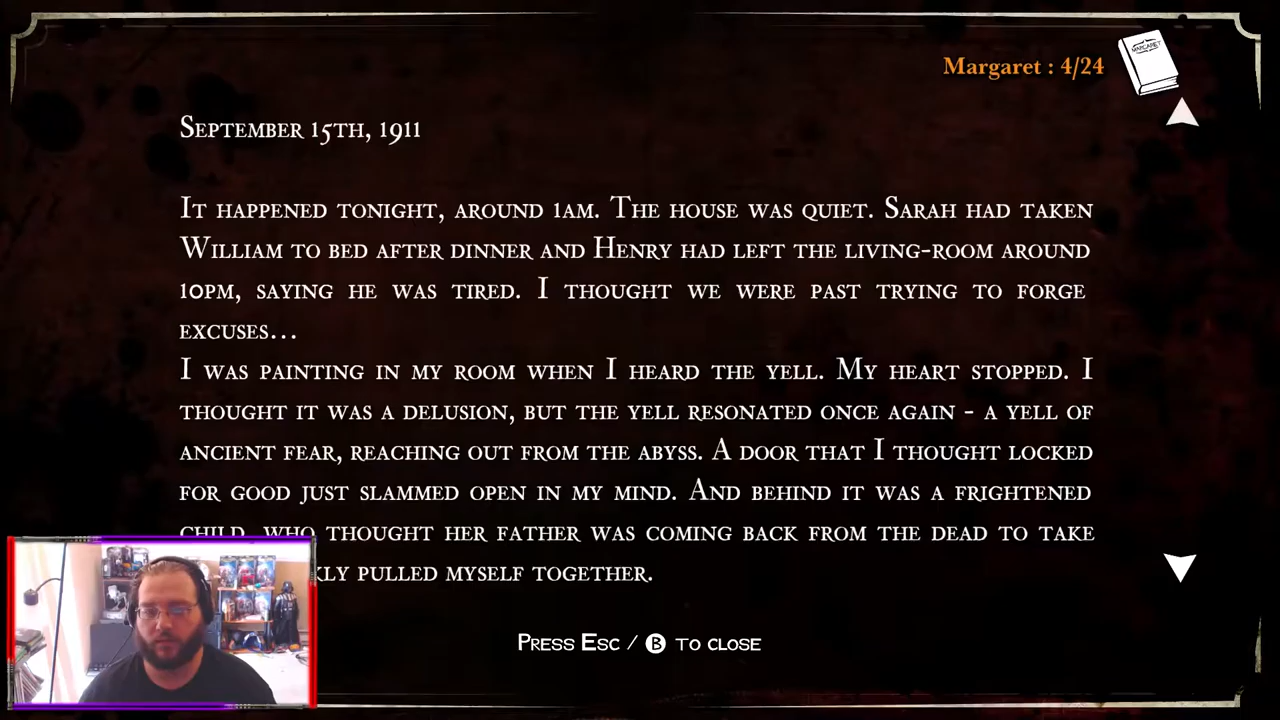 Margaret : 4/24
MARGARET
September 15th, 1911
It happened tonight, around 1am. The house was quiet. Sarah had taken
William to bed after dinner and Henry had left the living-room around
10pm, saying he was tired. I thought we were past trying to forge
excuses...
I was painting in my room when I heard the yell. My heart stopped. I
thought it was a delusion, but the yell resonated once again - a yell of
ancient fear, reaching out from the abyss. A door that I thought locked
for good just slammed open in my mind. And behind it was a frightened
child, who thought her father was coming back from the dead to take
pulled myself together.
Press Esc / B to close